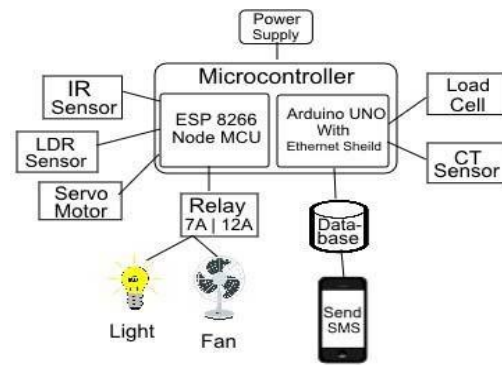 Power
Supply
Microcontroller
IR
Sensor
LDR
Sensor
Servo
Motor
ESP 8266
Node MCU
Arduino UNO
With
Ethernet Sheild
Load
Cell
CT
Sensor
Relay
7A | 12A
Data-
base
Light
Fan
Send
SMS